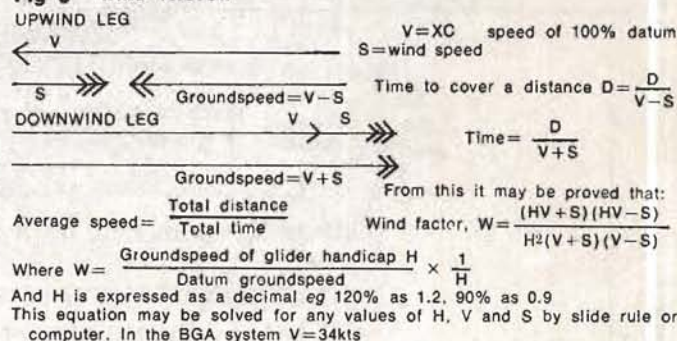 UPWIND LEG
V
V=XC speed of 100% datum
S=wind speed
S
Groundspeed=V−S
Time to cover a distance D=D/(V−S)
DOWNWIND LEG
V S
Time= D/(V+S)
Groundspeed=V+S
From this it may be proved that:
Average speed= Total distance/Total time
Wind factor, W=(HV+S)(HV−S)/H²(V+S)(V−S)
Where W= Groundspeed of glider handicap H/Datum groundspeed × 1/H
And H is expressed as a decimal eg 120% as 1.2, 90% as 0.9
This equation may be solved for any values of H, V and S by slide rule or
computer. In the BGA system V=34kts